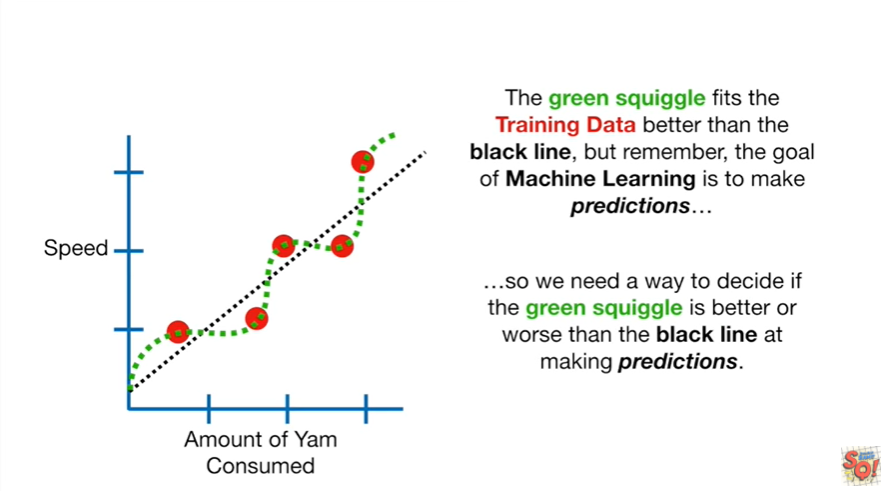 The green squiggle fits the
Training Data better than the
black line, but remember, the goal
of Machine Learning is to make
predictions…
…so we need a way to decide if
the green squiggle is better or
worse than the black line at
making predictions.
Speed
Amount of Yam
Consumed
SQ!